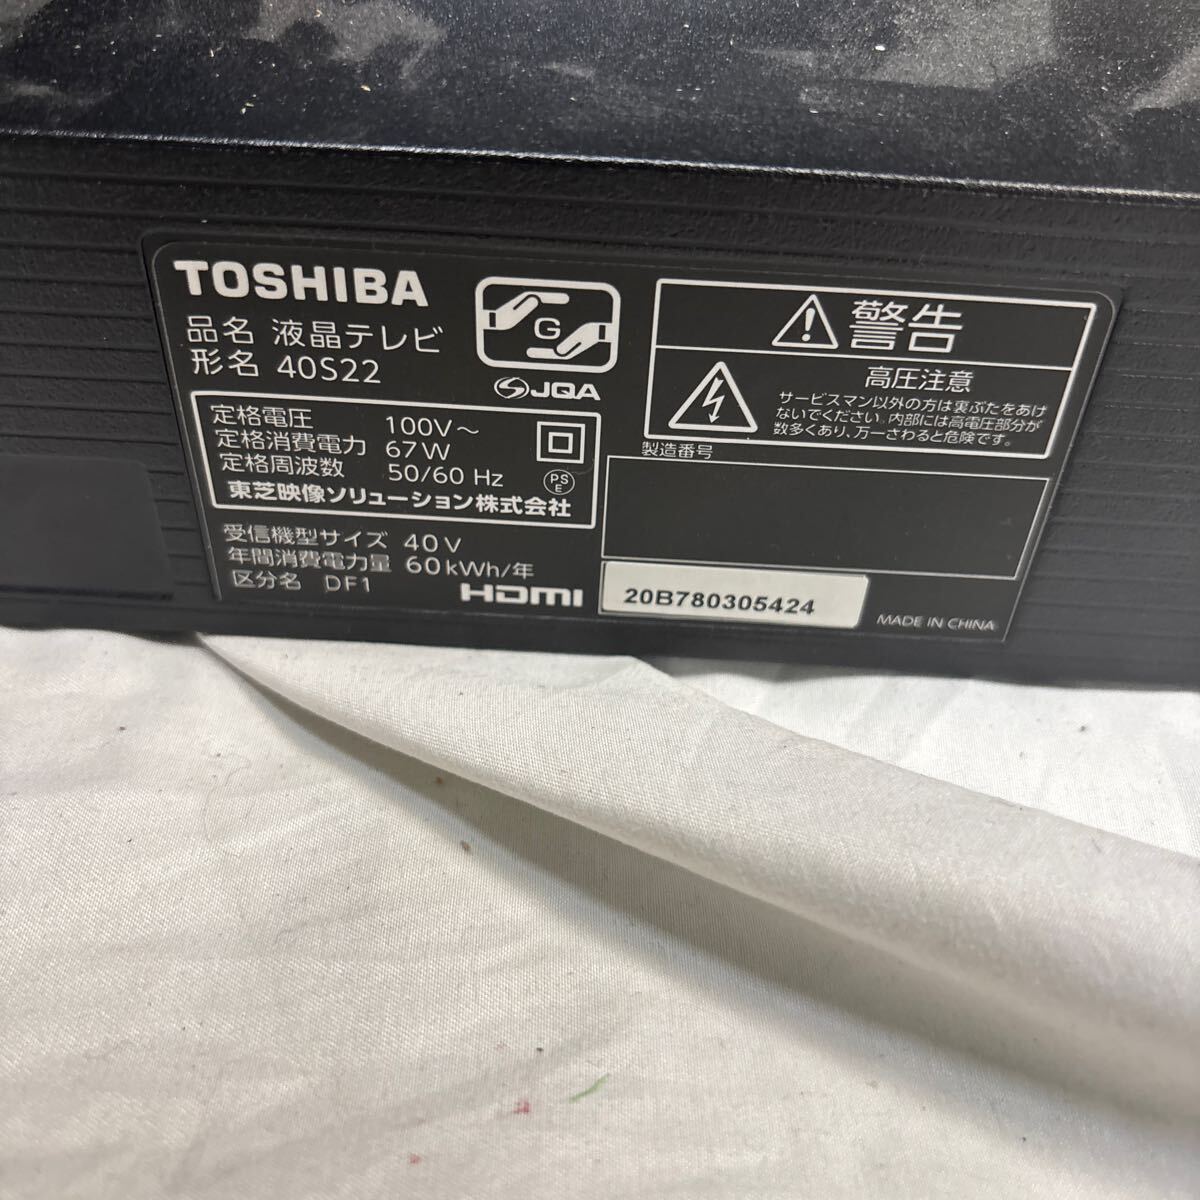 TOSHIBA
品名 液晶テレビ
形名 40S22
G
JQA
定格電圧 100V～
定格消費電力 67W
定格周波数 50/60 Hz
PS
E
東芝映像ソリューション株式会社
受信機型サイズ 40V
年間消費電力量 60kWh/年
区分名 DF1
HDMI
警告
高圧注意
サービスマン以外の方は裏ぶたをあけ
ないでください。内部には高電圧部分が
数多くあり、万一さわると危険です。
製造番号
20B780305424
MADE IN CHINA